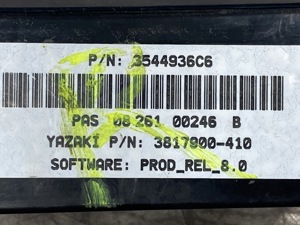 P/N: 3544936C6
PAS 08 261 00246 B
YAZAKI P/N: 3817900-410
SOFTWARE: PROD_REL_8.0